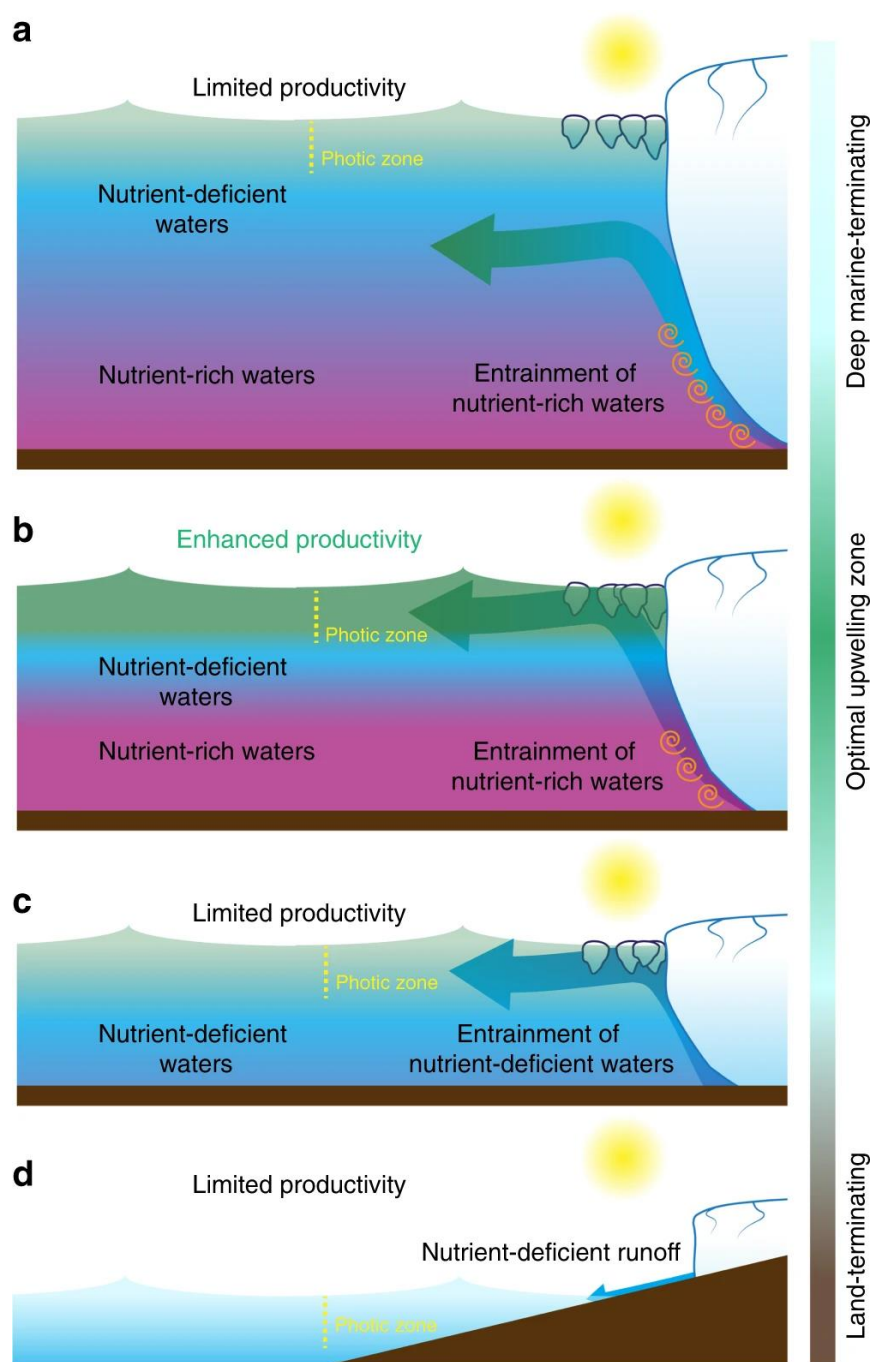 a
Limited productivity
Photic zone
Nutrient-deficient
waters
Nutrient-rich waters
Entrainment of
nutrient-rich waters
b
Enhanced productivity
Photic zone
Nutrient-deficient
waters
Nutrient-rich waters
Entrainment of
nutrient-rich waters
c
Limited productivity
Photic zone
Nutrient-deficient
waters
Entrainment of
nutrient-deficient waters
d
Limited productivity
Nutrient-deficient runoff
Photic zone
Deep marine-terminating
Optimal upwelling zone
Land-terminating